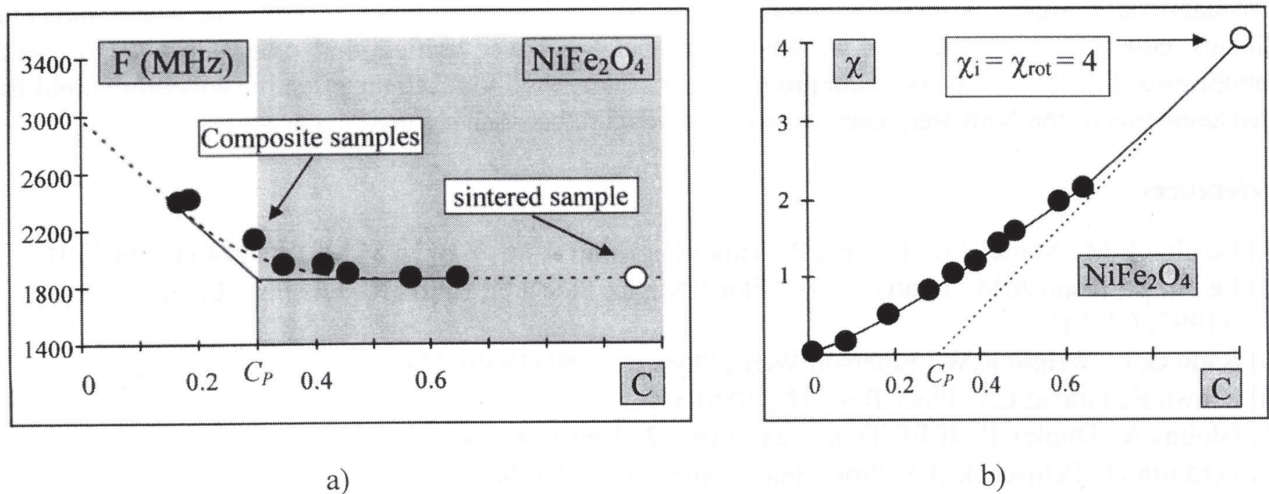 F (MHz)
NiFe₂O₄
3400
3000
2600
2200
1800
1400
Composite samples
sintered sample
0
0.2
C_P
0.4
0.6
C
a)
4
3
2
1
χ
χᵢ = χ_rot = 4
NiFe₂O₄
0
0.2
C_P
0.4
0.6
C
b)